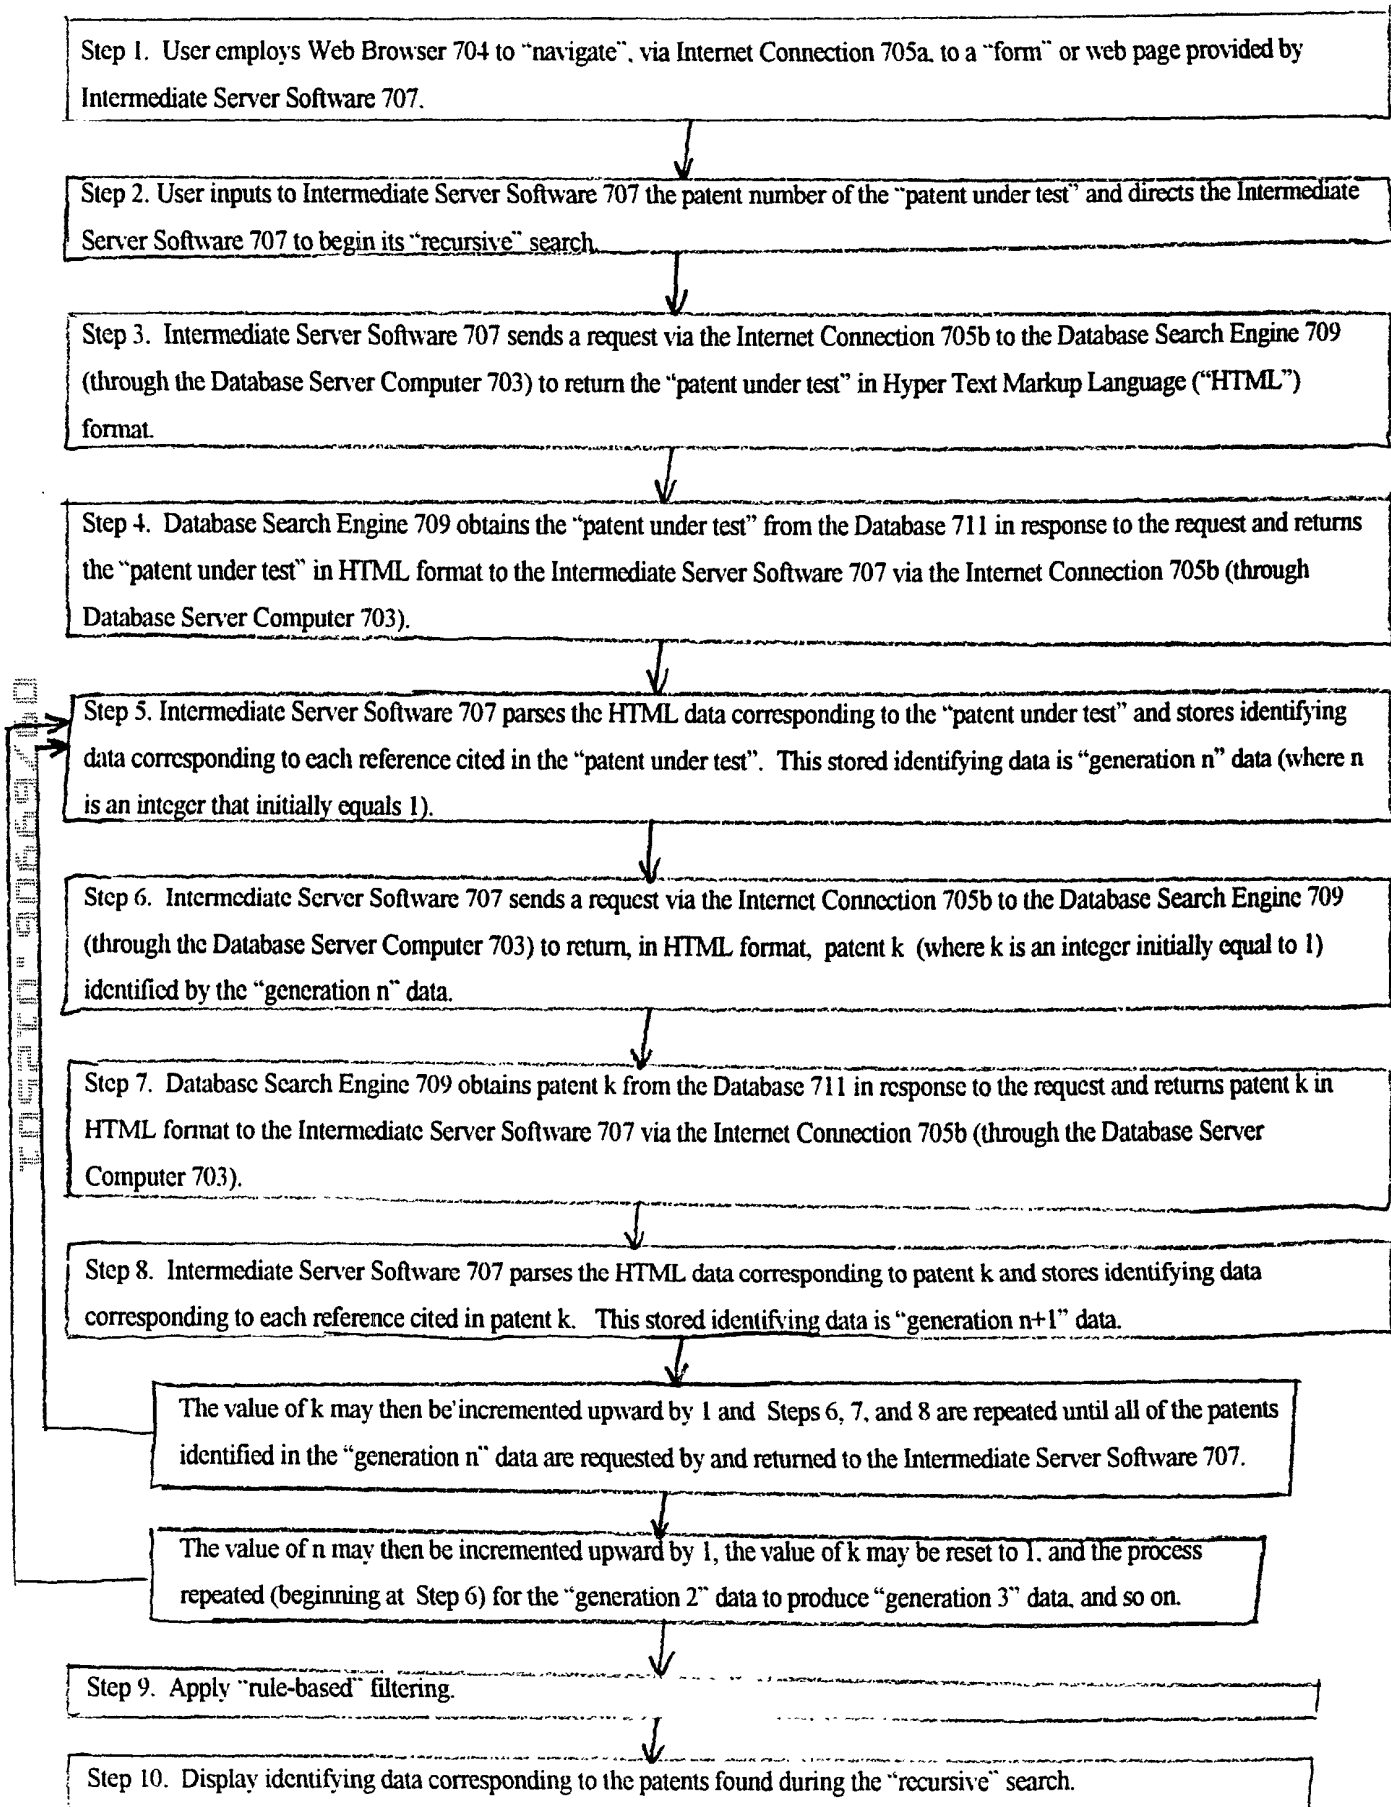 Step 1. User employs Web Browser 704 to “navigate”, via Internet Connection 705a, to a “form” or web page provided by
Intermediate Server Software 707.
Step 2. User inputs to Intermediate Server Software 707 the patent number of the “patent under test” and directs the Intermediate
Server Software 707 to begin its “recursive” search.
Step 3. Intermediate Server Software 707 sends a request via the Internet Connection 705b to the Database Search Engine 709
(through the Database Server Computer 703) to return the “patent under test” in Hyper Text Markup Language (“HTML”)
format.
Step 4. Database Search Engine 709 obtains the “patent under test” from the Database 711 in response to the request and returns
the “patent under test” in HTML format to the Intermediate Server Software 707 via the Internet Connection 705b (through
Database Server Computer 703).
Step 5. Intermediate Server Software 707 parses the HTML data corresponding to the “patent under test” and stores identifying
data corresponding to each reference cited in the “patent under test”. This stored identifying data is “generation n” data (where n
is an integer that initially equals 1).
Step 6. Intermediate Server Software 707 sends a request via the Internet Connection 705b to the Database Search Engine 709
(through the Database Server Computer 703) to return, in HTML format, patent k (where k is an integer initially equal to 1)
identified by the “generation n” data.
Step 7. Database Search Engine 709 obtains patent k from the Database 711 in response to the request and returns patent k in
HTML format to the Intermediate Server Software 707 via the Internet Connection 705b (through the Database Server
Computer 703).
Step 8. Intermediate Server Software 707 parses the HTML data corresponding to patent k and stores identifying data
corresponding to each reference cited in patent k. This stored identifying data is “generation n+1” data.
The value of k may then be incremented upward by 1 and Steps 6, 7, and 8 are repeated until all of the patents
identified in the “generation n” data are requested by and returned to the Intermediate Server Software 707.
The value of n may then be incremented upward by 1, the value of k may be reset to 1, and the process
repeated (beginning at Step 6) for the “generation 2” data to produce “generation 3” data, and so on.
Step 9. Apply “rule-based” filtering.
Step 10. Display identifying data corresponding to the patents found during the “recursive” search.